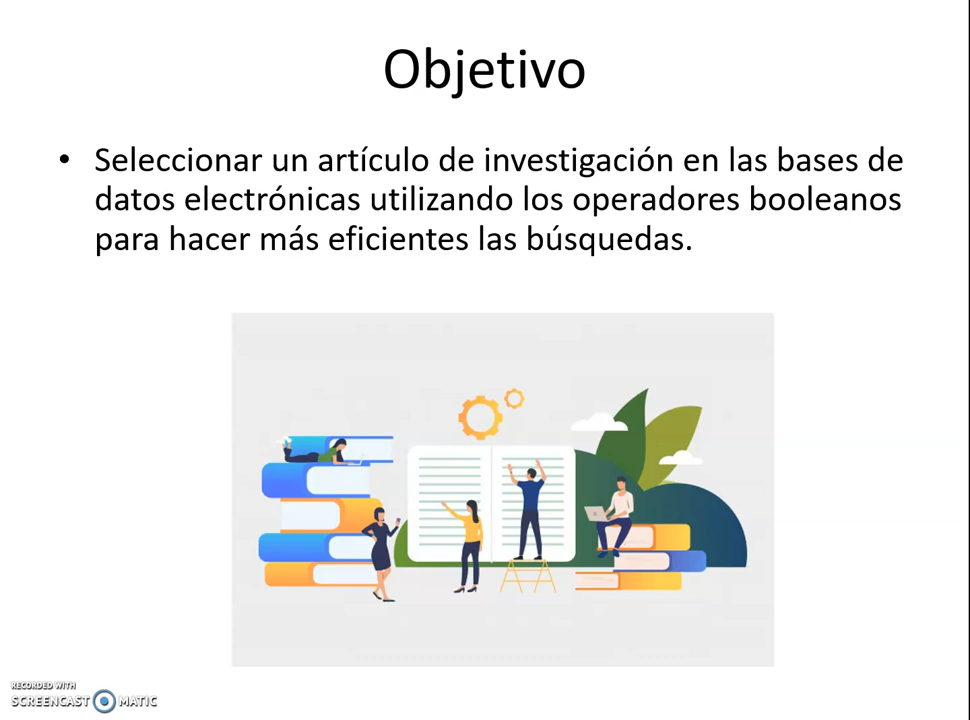 Objetivo
• Seleccionar un artículo de investigación en las bases de
datos electrónicas utilizando los operadores booleanos
para hacer más eficientes las búsquedas.
RECORDED WITH
SCREENCAST MATIC